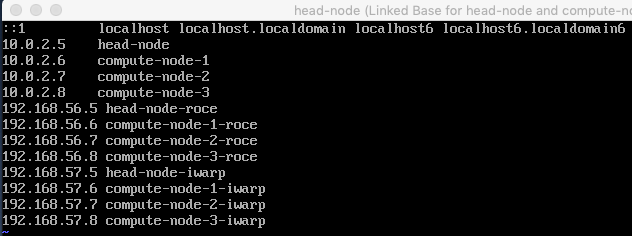 head-node (Linked Base for head-node and compute-no
::1 localhost localhost.localdomain localhost6 localhost6.localdomain6
10.0.2.5 head-node
10.0.2.6 compute-node-1
10.0.2.7 compute-node-2
10.0.2.8 compute-node-3
192.168.56.5 head-node-roce
192.168.56.6 compute-node-1-roce
192.168.56.7 compute-node-2-roce
192.168.56.8 compute-node-3-roce
192.168.57.5 head-node-iwarp
192.168.57.6 compute-node-1-iwarp
192.168.57.7 compute-node-2-iwarp
192.168.57.8 compute-node-3-iwarp
~